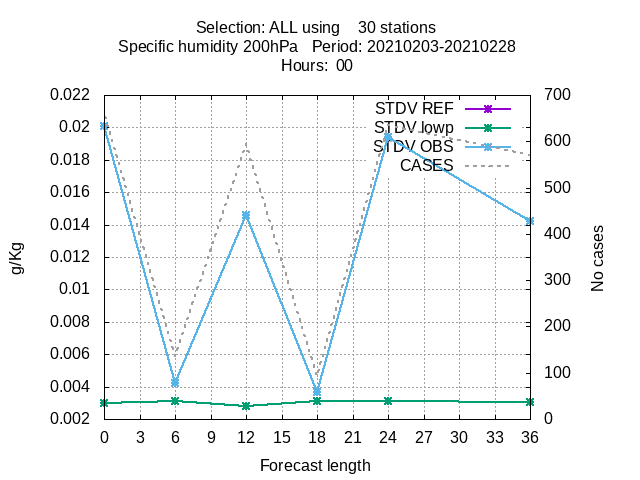 Selection: ALL using    30 stations
Specific humidity 200hPa   Period: 20210203-20210228
Hours:  00
STDV REF
STDV lowp
STDV OBS
CASES
0.022
0.02
0.018
0.016
0.014
0.012
0.01
0.008
0.006
0.004
0.002
700
600
500
400
300
200
100
0
g/Kg
No cases
0 3 6 9 12 15 18 21 24 27 30 33 36
Forecast length